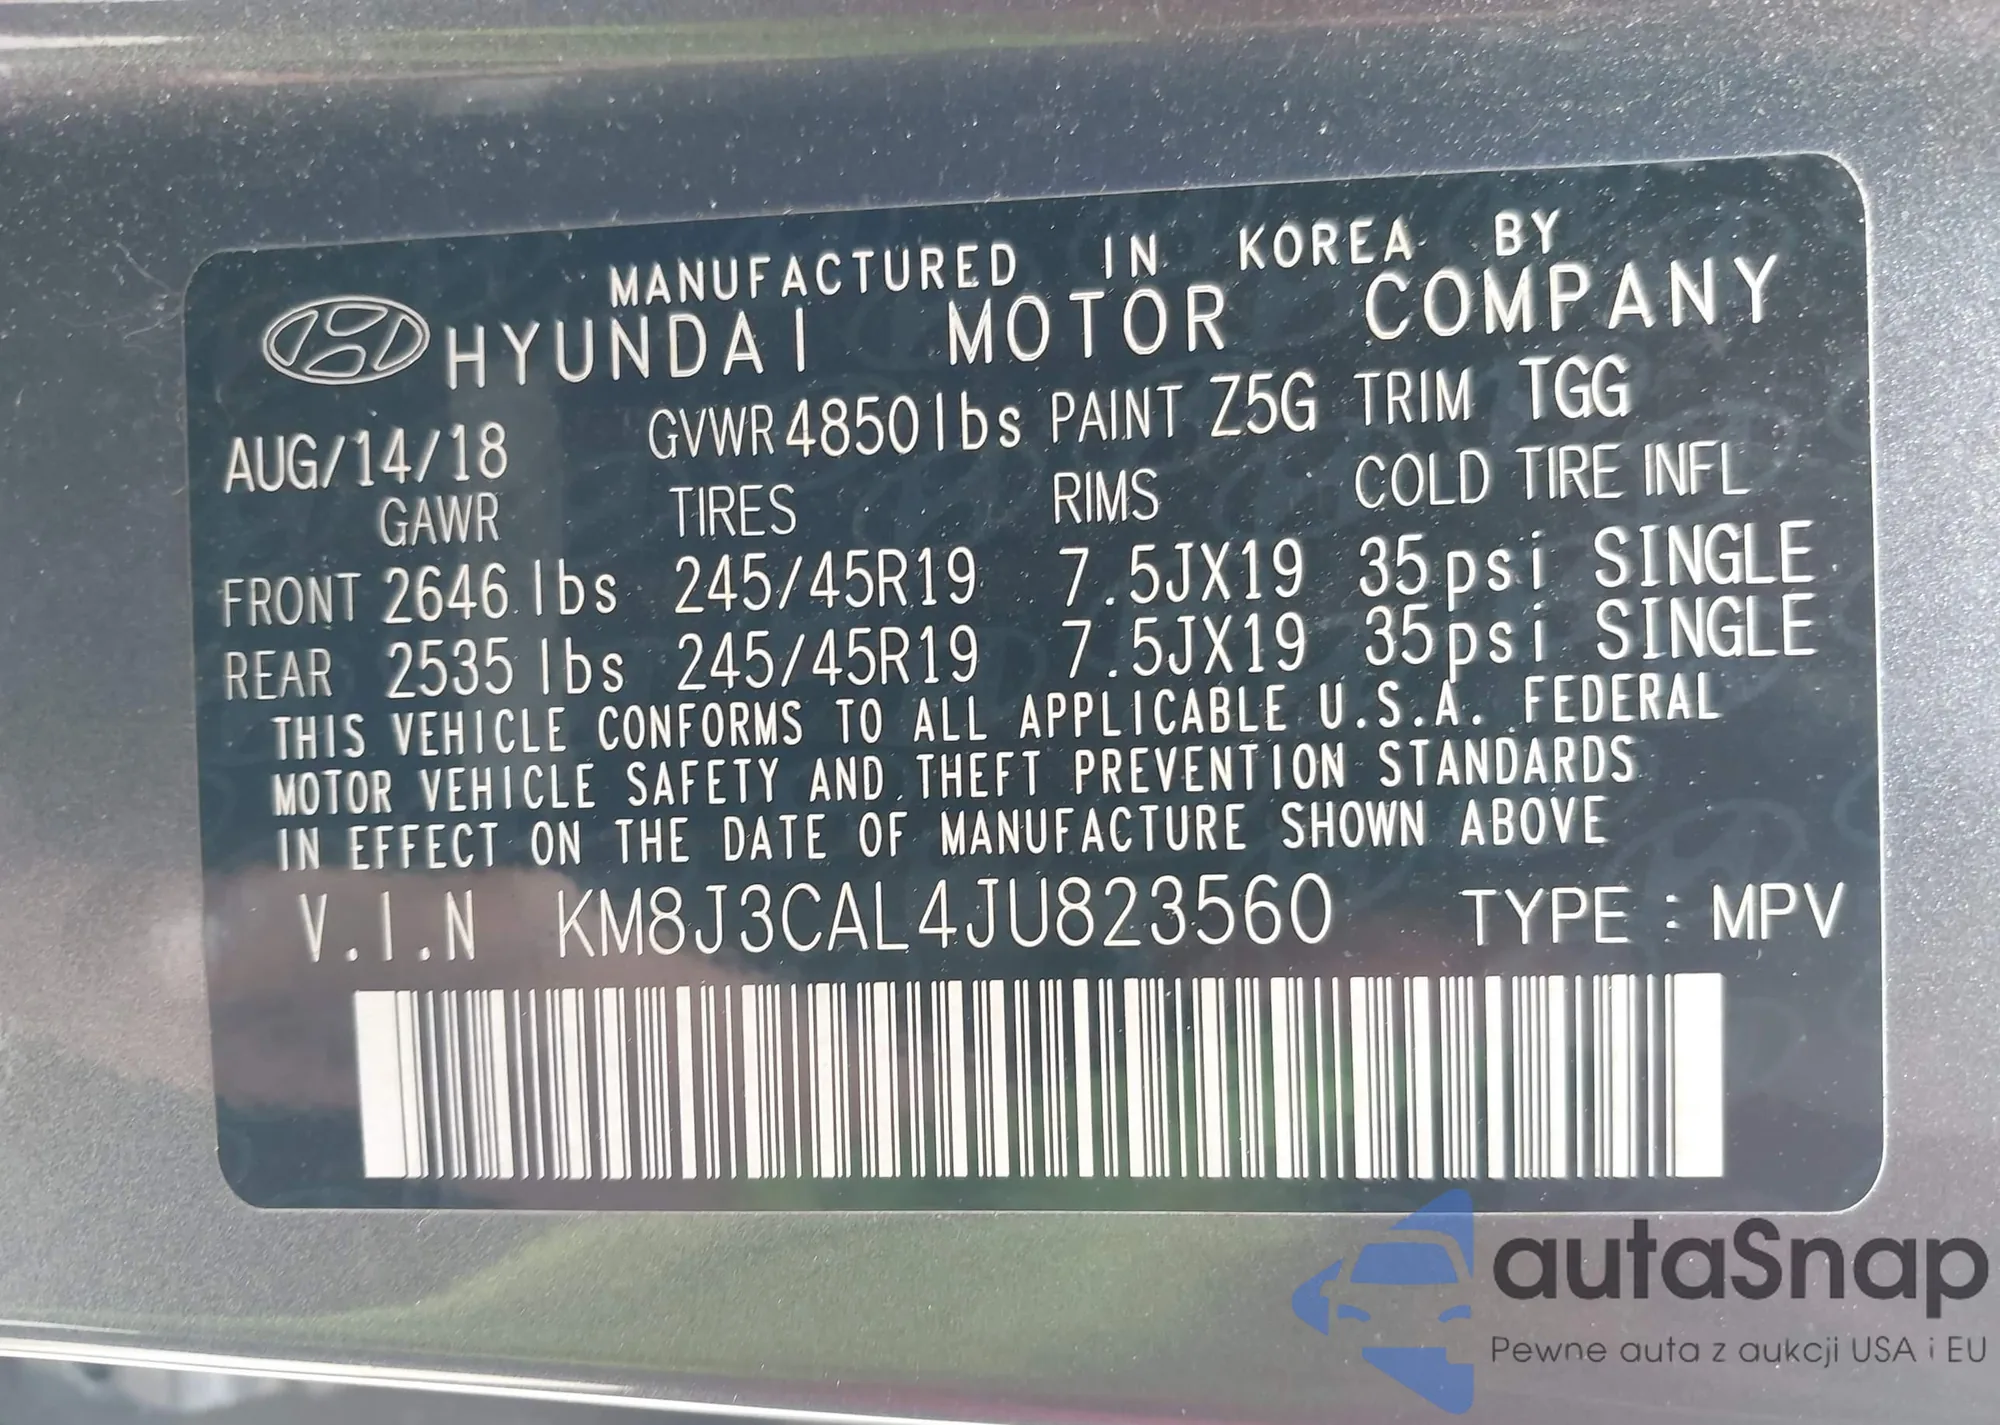 MANUFACTURED IN KOREA BY
HYUNDAI MOTOR COMPANY
AUG/14/18 GVWR 4850lbs PAINT Z5G TRIM TGG
GAWR TIRES RIMS COLD TIRE INFL
FRONT 2646 lbs 245/45R19 7.5JX19 35psi SINGLE
REAR 2535 lbs 245/45R19 7.5JX19 35psi SINGLE
THIS VEHICLE CONFORMS TO ALL APPLICABLE U.S.A. FEDERAL
MOTOR VEHICLE SAFETY AND THEFT PREVENTION STANDARDS
IN EFFECT ON THE DATE OF MANUFACTURE SHOWN ABOVE
V.I.N KM8J3CAL4JU823560 TYPE : MPV
autaSnap
Pewne auta z aukcji USA i EU